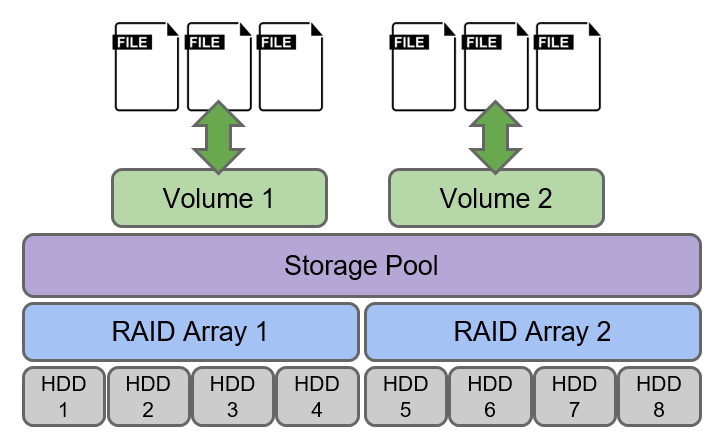 FILE FILE FILE FILE FILE FILE
Volume 1 Volume 2
Storage Pool
RAID Array 1 RAID Array 2
HDD HDD HDD HDD HDD HDD HDD HDD
1 2 3 4 5 6 7 8